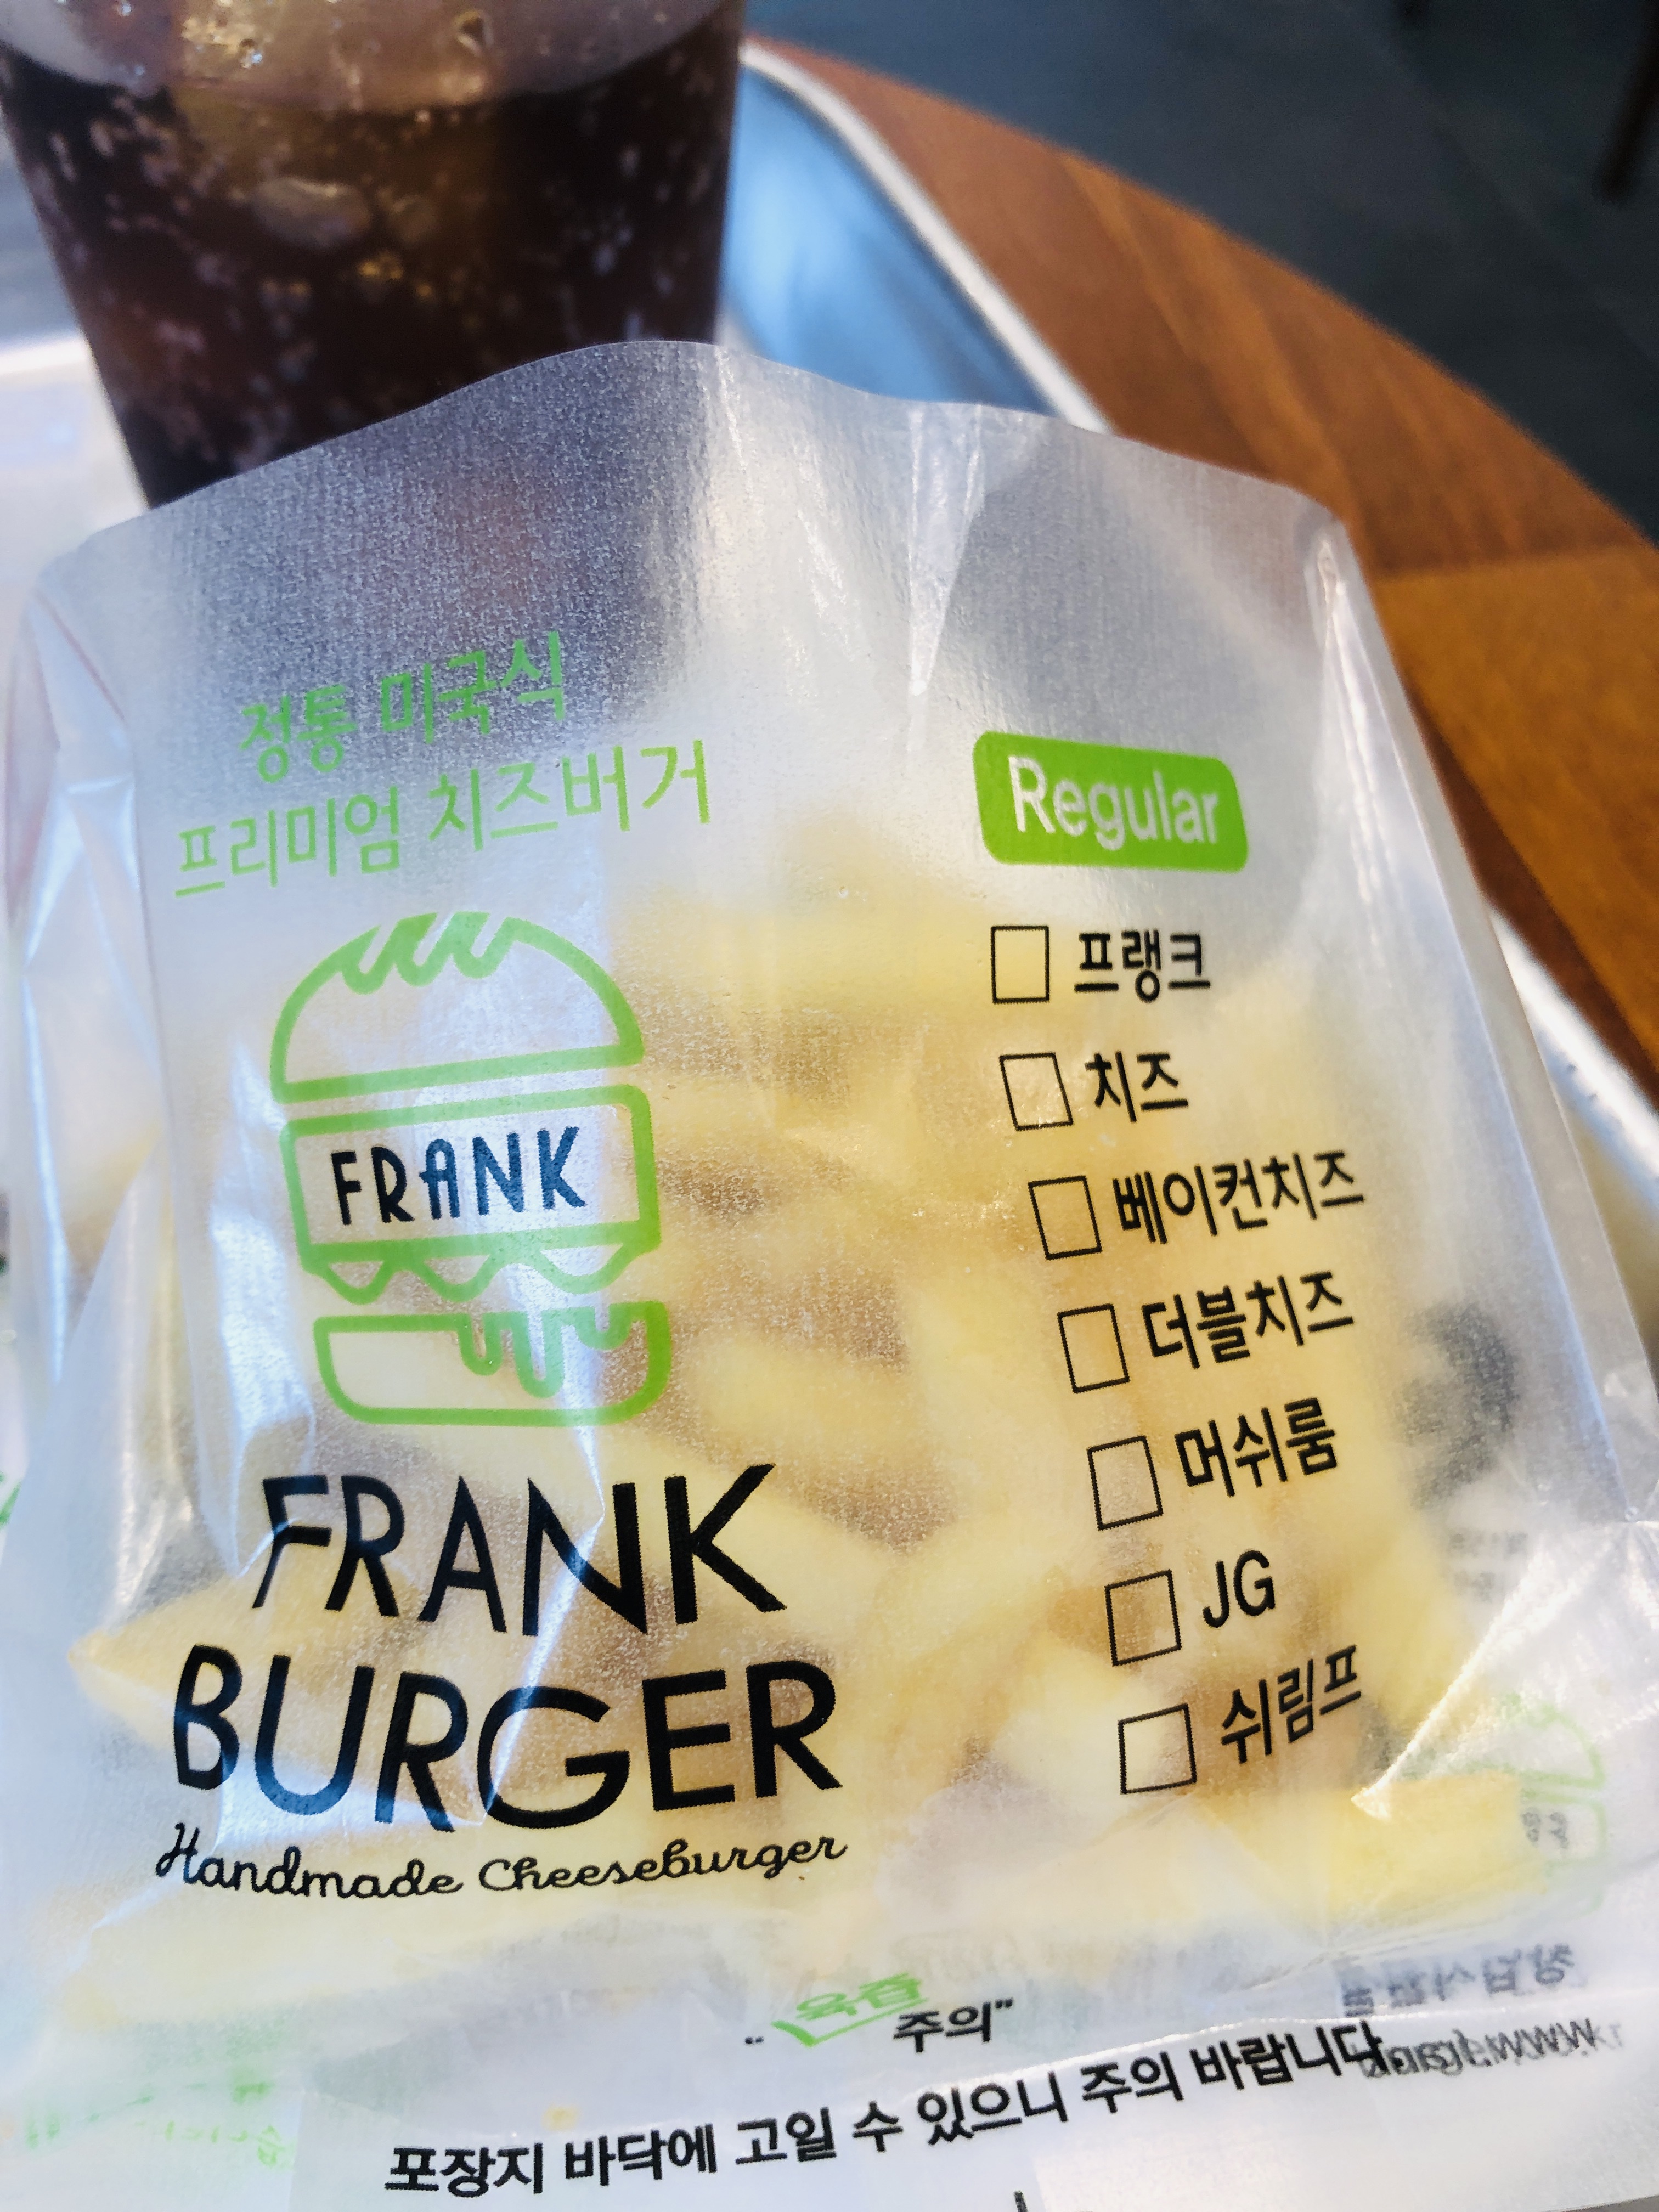 정통 미국식
프리미엄 치즈버거
FRANK
FRANK
BURGER
Handmade Cheeseburger
Regular
프랭크
치즈
베이컨치즈
더블치즈
머쉬룸
JG
쉬림프
"육즙 주의"
포장지 바닥에 고일 수 있으니 주의 바랍니다.